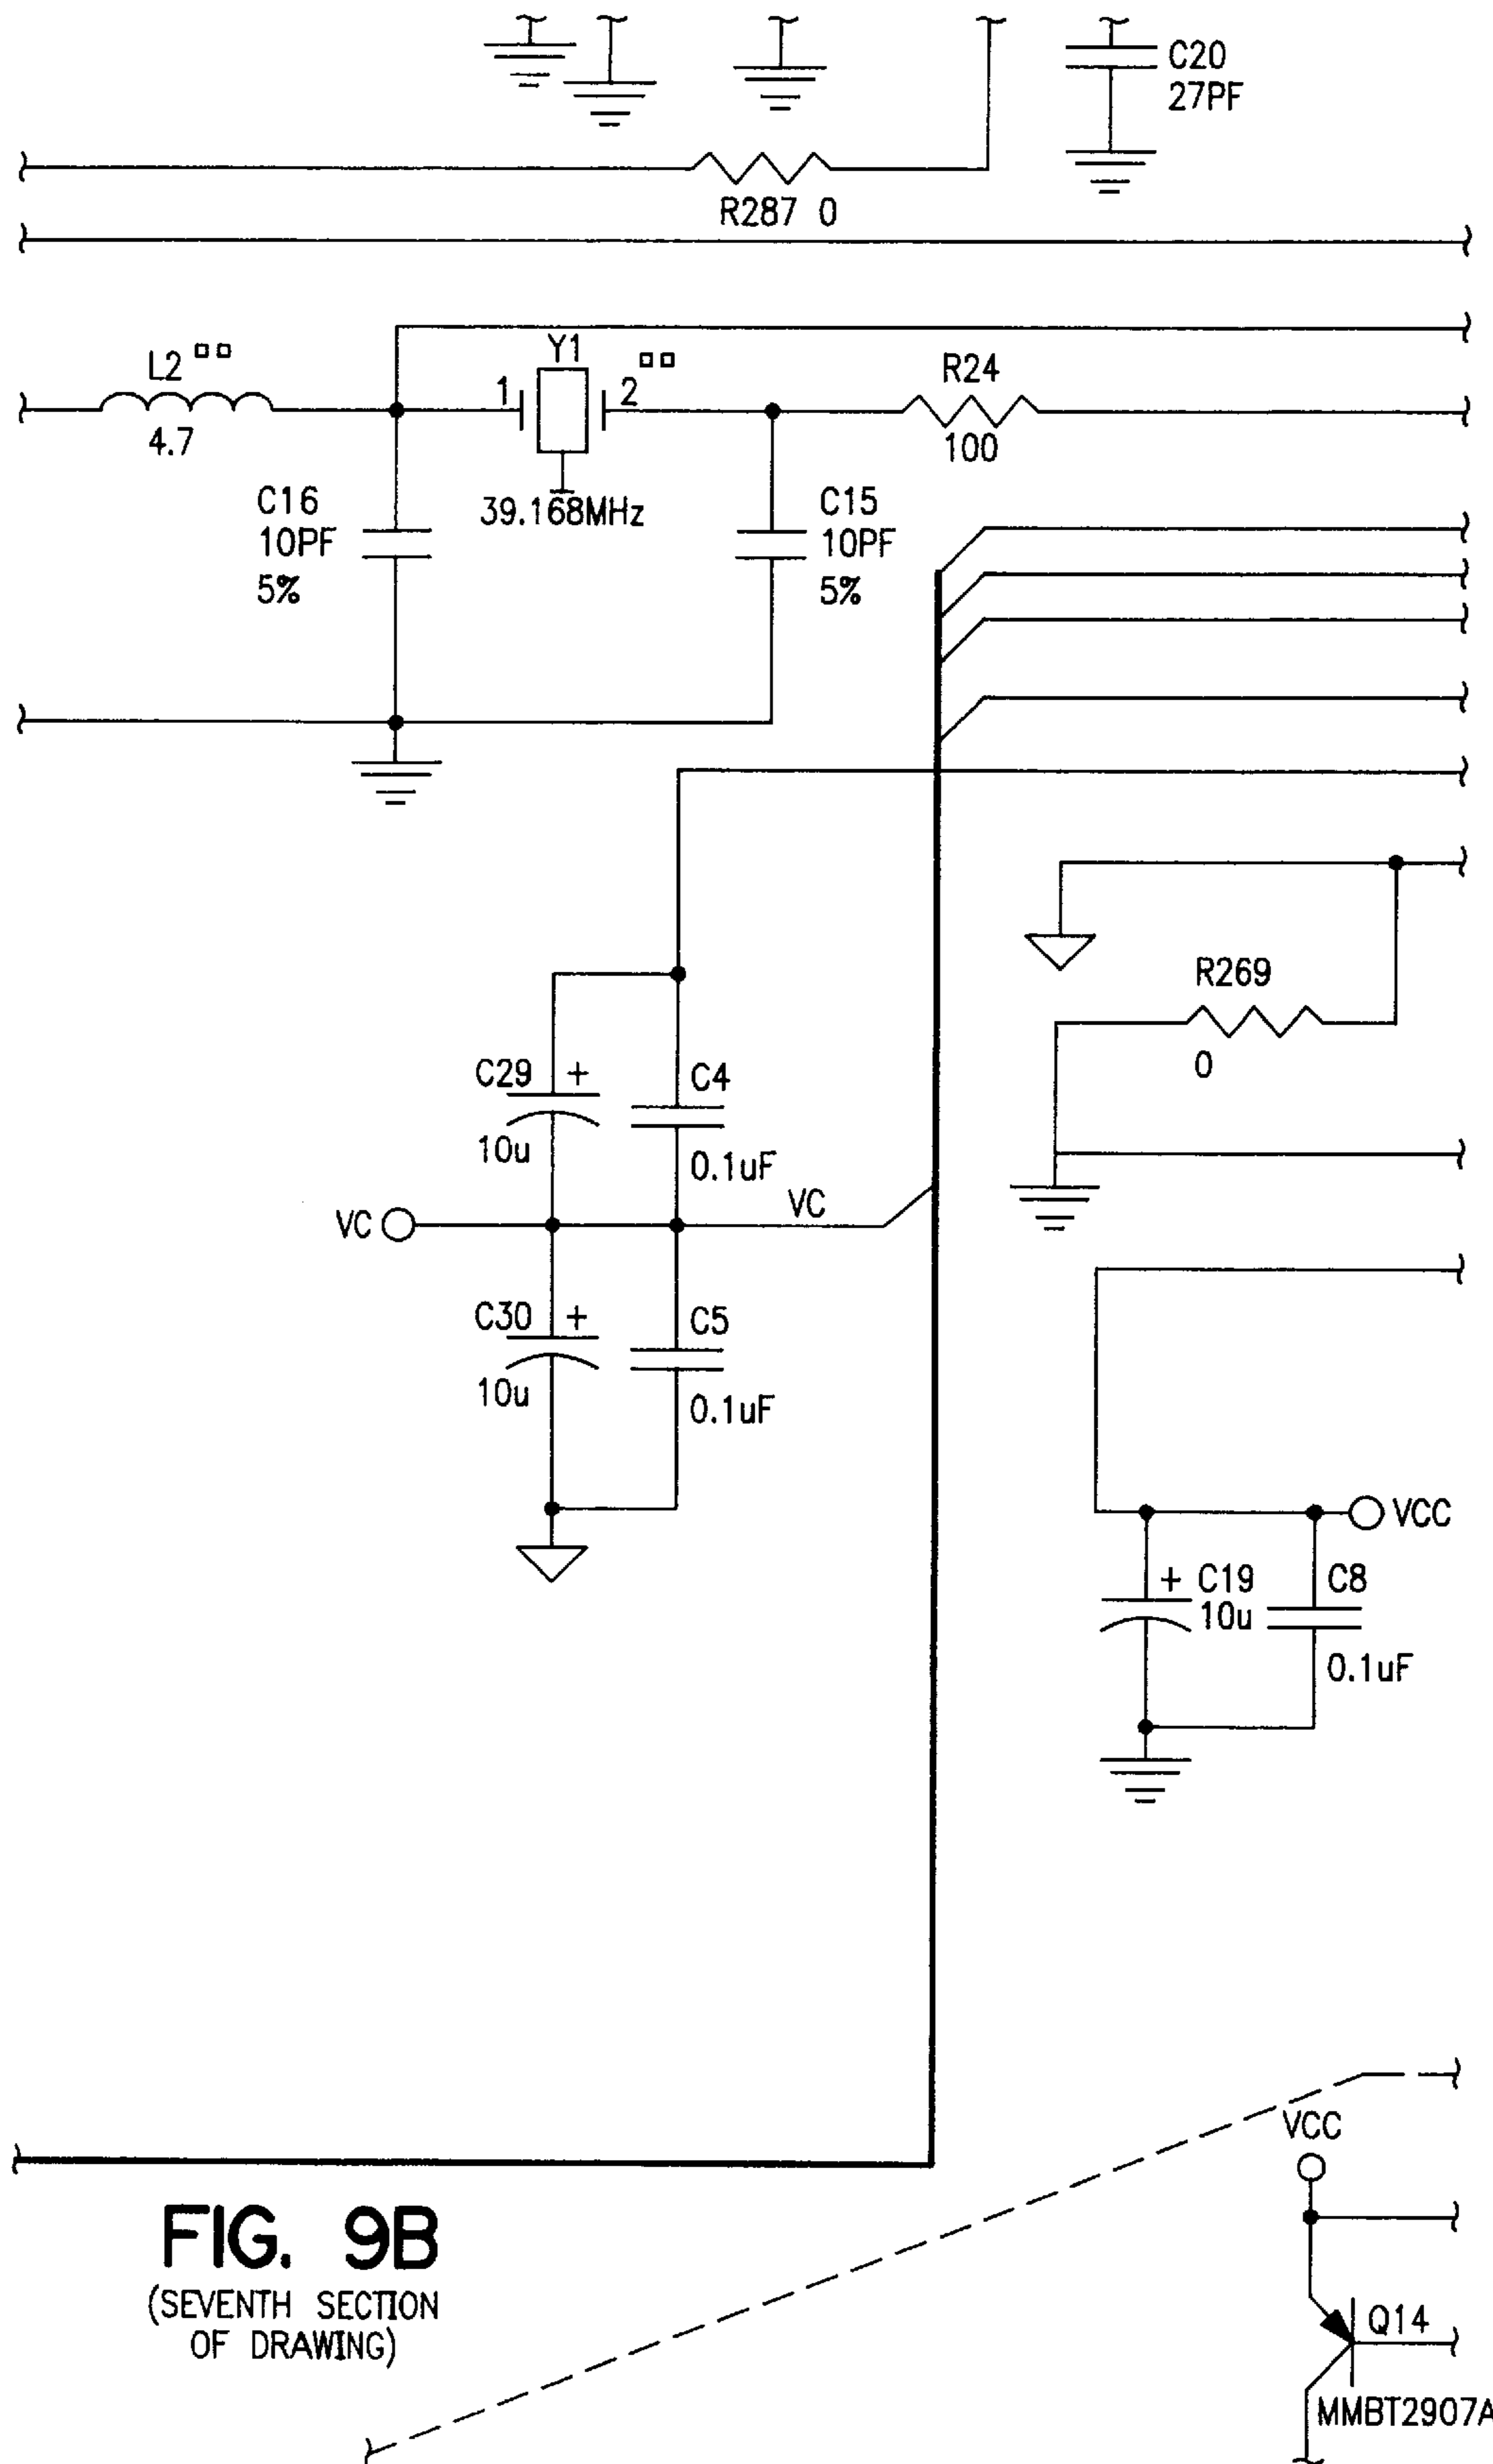 C20
27PF
R287 0
L2
4.7
Y1
1
2
39.168MHz
R24
100
C16
10PF
5%
C15
10PF
5%
R269
0
C29 +
10u
C4
0.1uF
VC
VC
C30 +
10u
C5
0.1uF
VCC
+ C19
10u
C8
0.1uF
VCC
Q14
MMBT2907A
FIG. 9B
(SEVENTH SECTION
OF DRAWING)